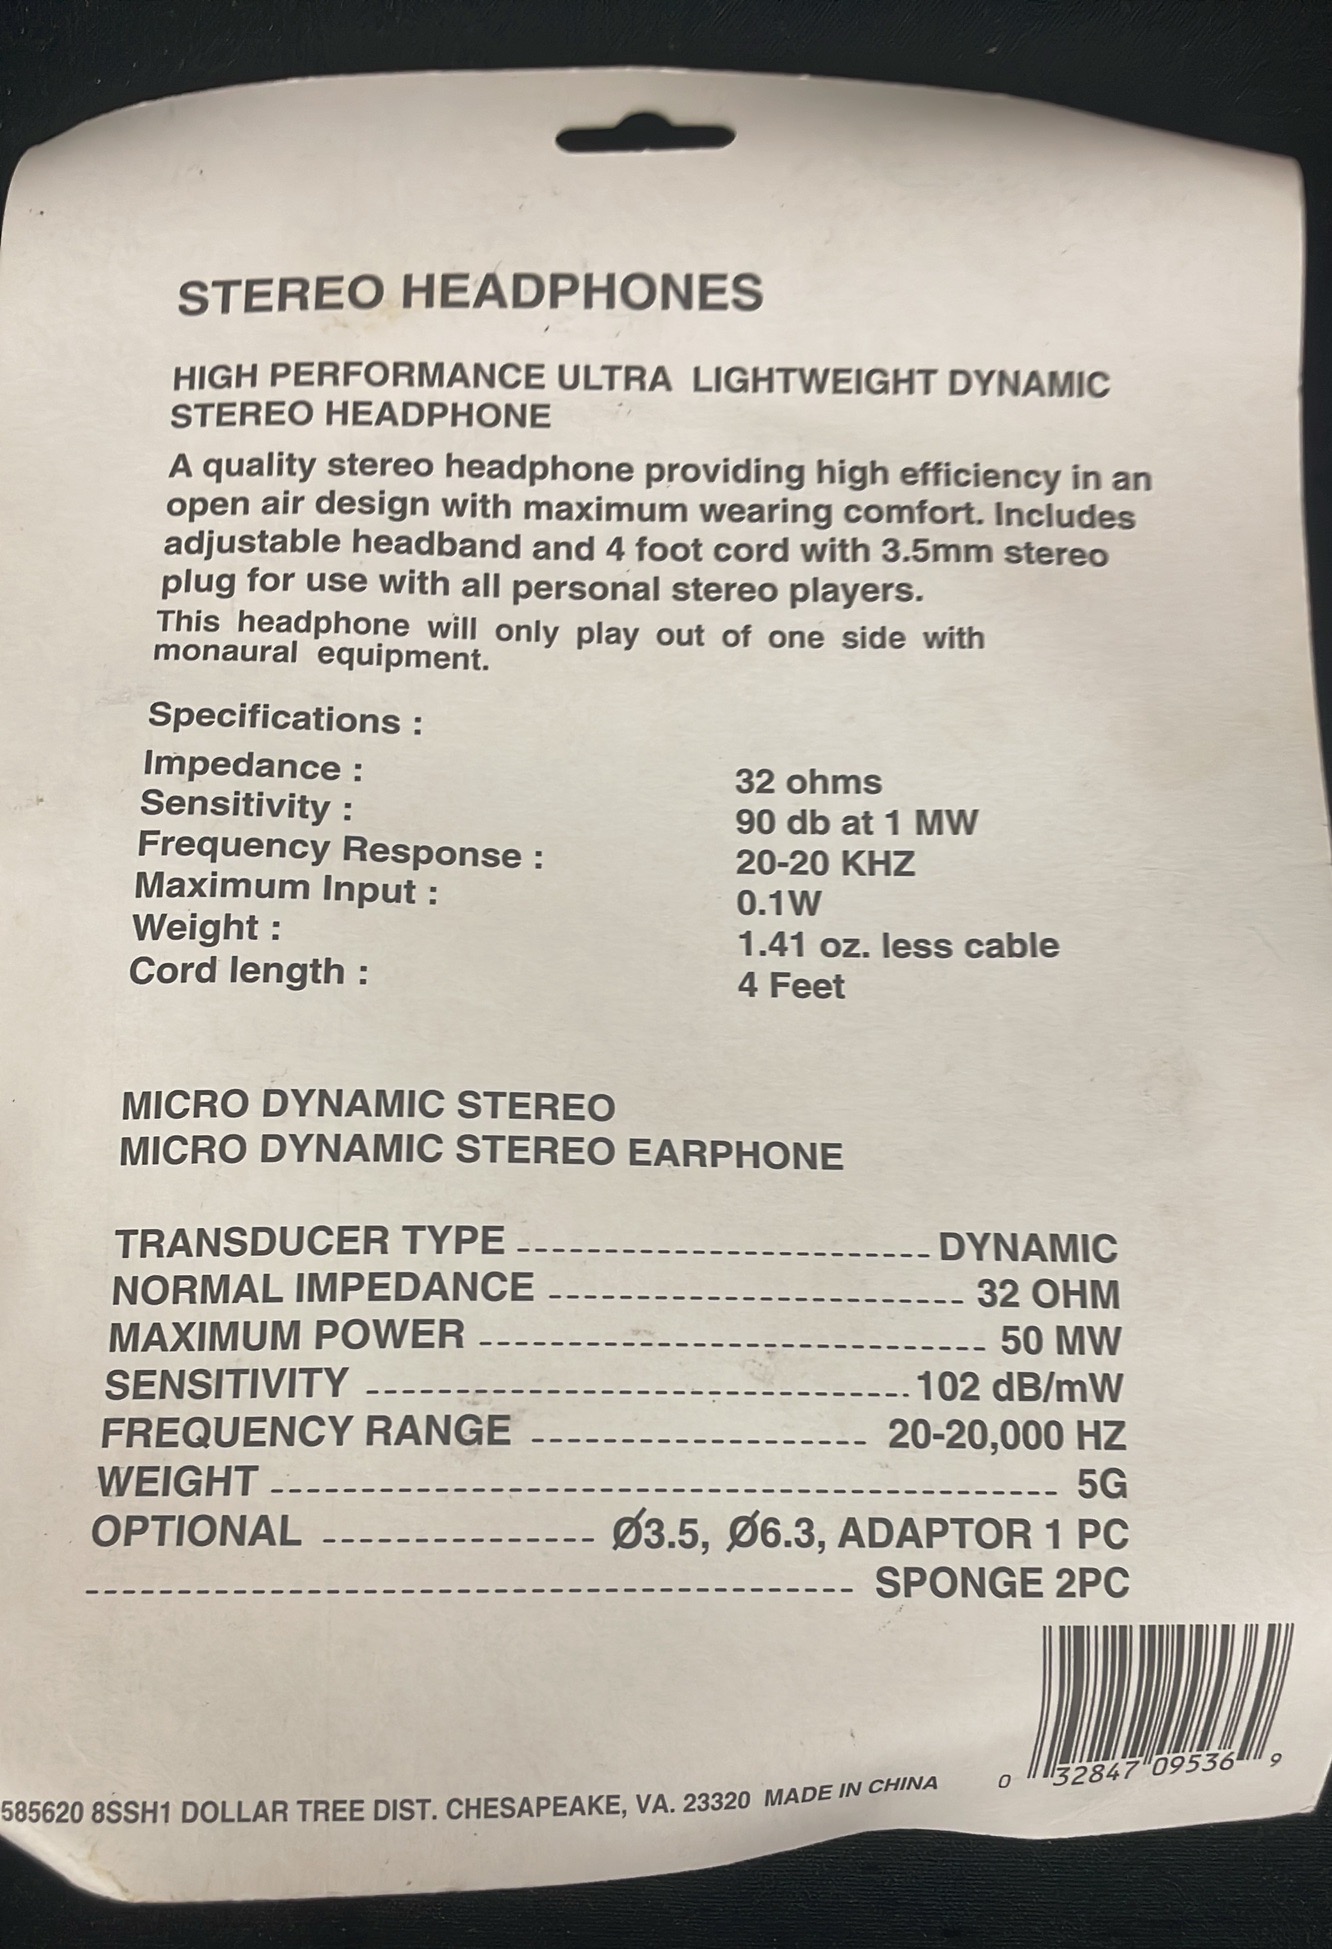 STEREO HEADPHONES
HIGH PERFORMANCE ULTRA LIGHTWEIGHT DYNAMIC
STEREO HEADPHONE
A quality stereo headphone providing high efficiency in an
open air design with maximum wearing comfort. Includes
adjustable headband and 4 foot cord with 3.5mm stereo
plug for use with all personal stereo players.
This headphone will only play out of one side with
monaural equipment.
Specifications :
Impedance : 32 ohms
Sensitivity : 90 db at 1 MW
Frequency Response : 20-20 KHZ
Maximum Input : 0.1W
Weight : 1.41 oz. less cable
Cord length : 4 Feet
MICRO DYNAMIC STEREO
MICRO DYNAMIC STEREO EARPHONE
TRANSDUCER TYPE ------------------------ DYNAMIC
NORMAL IMPEDANCE ------------------------ 32 OHM
MAXIMUM POWER ----------------------------- 50 MW
SENSITIVITY ------------------------------- 102 dB/mW
FREQUENCY RANGE ------------------- 20-20,000 HZ
WEIGHT --------------------------------------------- 5G
OPTIONAL ---------------- Ø3.5, Ø6.3, ADAPTOR 1 PC
-------------------------------------------- SPONGE 2PC
0 32847 09536 9
585620 8SSH1 DOLLAR TREE DIST. CHESAPEAKE, VA. 23320 MADE IN CHINA